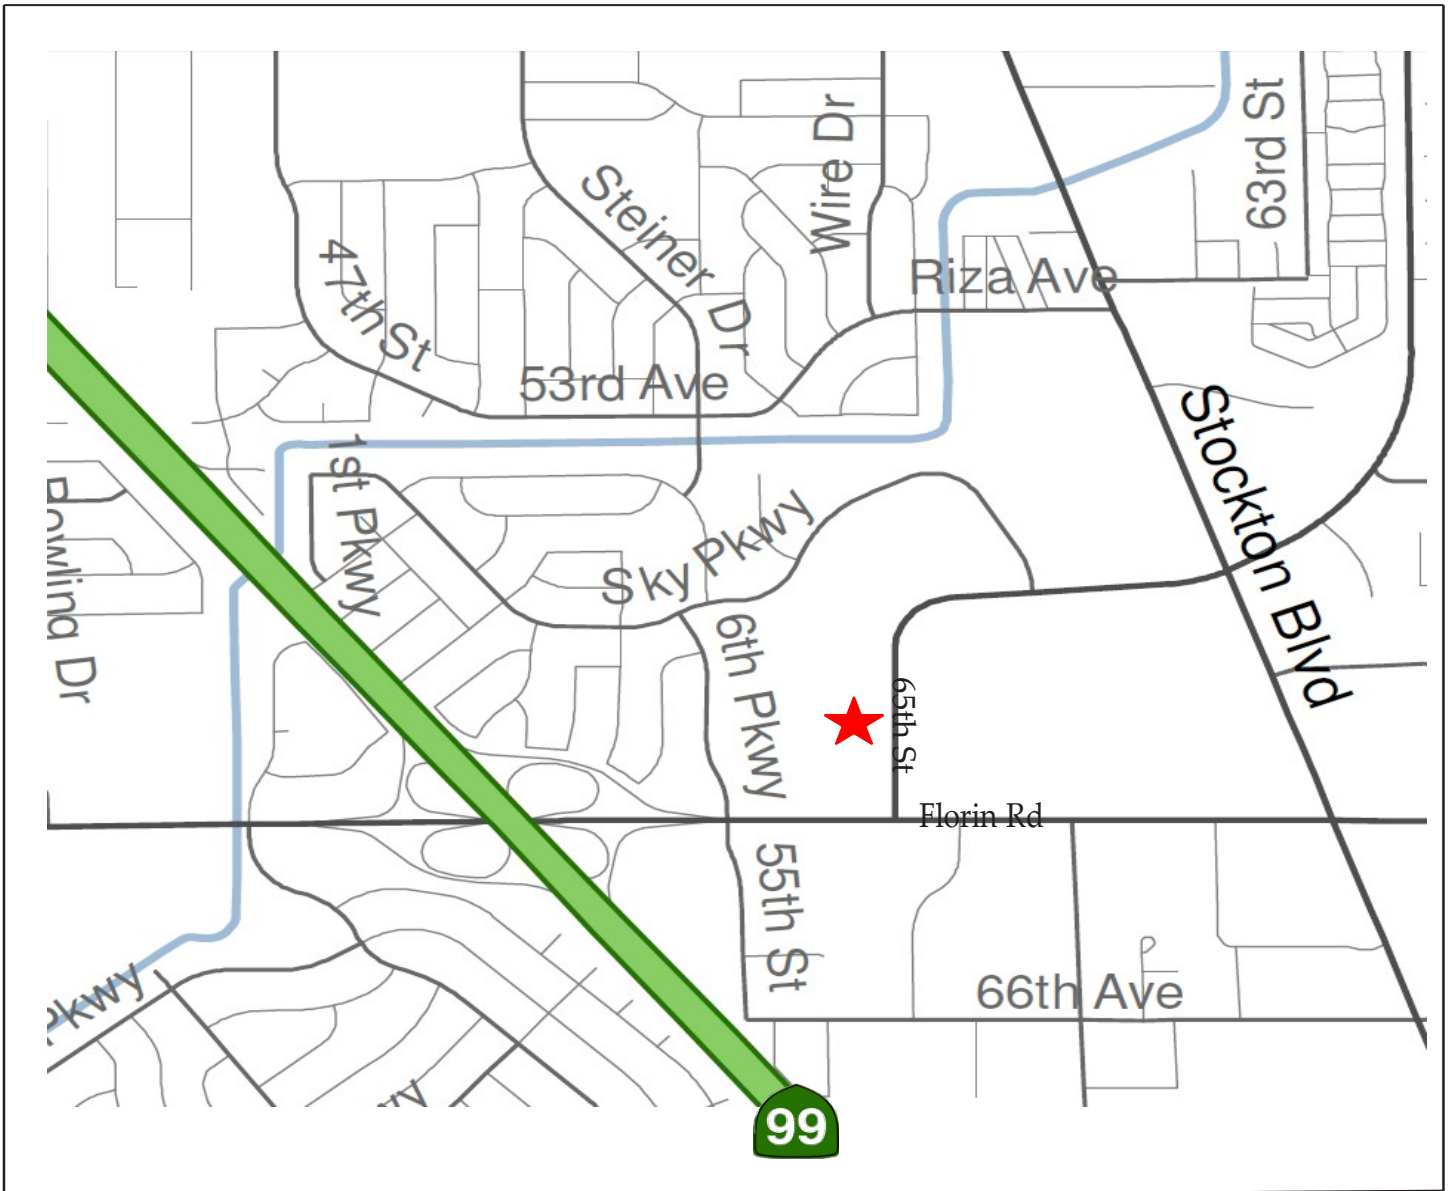 63rd St
Wire Dr
Steiner Dr
47th St
Riza Ave
53rd Ave
Stockton Blvd
1st Pkwy
Sky Pkwy
6th Pkwy
65th St
Florin Rd
55th St
66th Ave
Dr
Pkwy
99